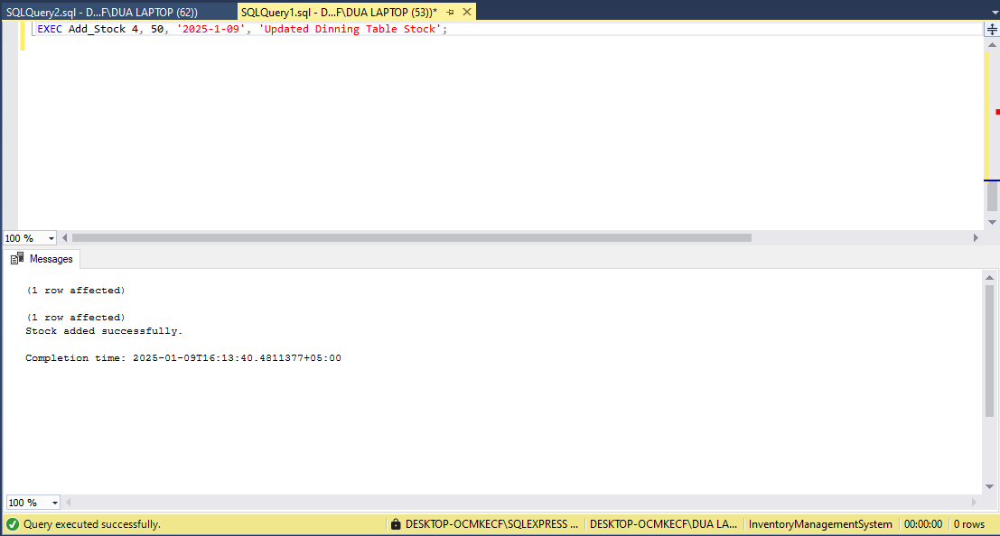 SQLQuery2.sql - D...F\DUA LAPTOP (62))
SQLQuery1.sql - D...F\DUA LAPTOP (53))*
EXEC Add_Stock 4, 50, '2025-1-09', 'Updated Dinning Table Stock';
100 %
Messages
(1 row affected)
(1 row affected)
Stock added successfully.
Completion time: 2025-01-09T16:13:40.4811377+05:00
100 %
Query executed successfully.
DESKTOP-OCMKECF\SQLEXPRESS ...
DESKTOP-OCMKECF\DUA LA...
InventoryManagementSystem
00:00:00
0 rows